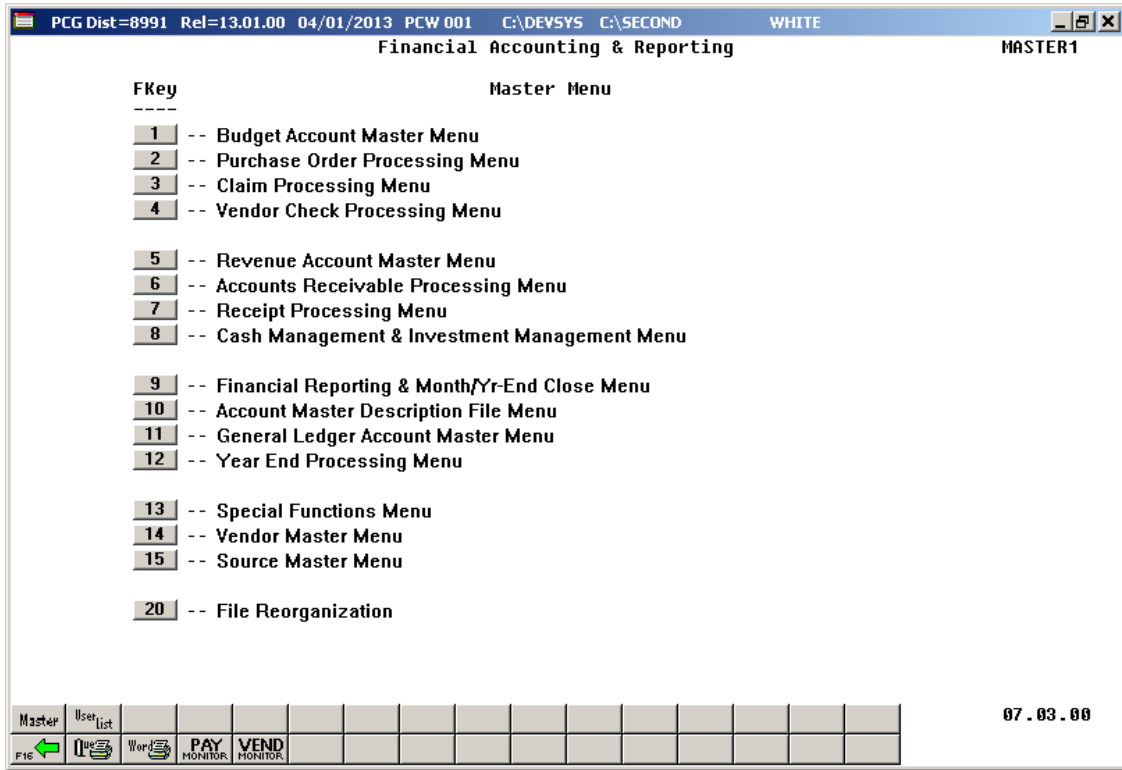 PCG Dist=8991 Rel=13.01.00 04/01/2013 PCW 001 C:\DEVSYS C:\SECOND WHITE
Financial Accounting & Reporting MASTER1
FKey Master Menu
----
1 -- Budget Account Master Menu
2 -- Purchase Order Processing Menu
3 -- Claim Processing Menu
4 -- Vendor Check Processing Menu
5 -- Revenue Account Master Menu
6 -- Accounts Receivable Processing Menu
7 -- Receipt Processing Menu
8 -- Cash Management & Investment Management Menu
9 -- Financial Reporting & Month/Yr-End Close Menu
10 -- Account Master Description File Menu
11 -- General Ledger Account Master Menu
12 -- Year End Processing Menu
13 -- Special Functions Menu
14 -- Vendor Master Menu
15 -- Source Master Menu
20 -- File Reorganization
Master User List 07.03.00
F16 Que Word PAY MONITOR VEND MONITOR